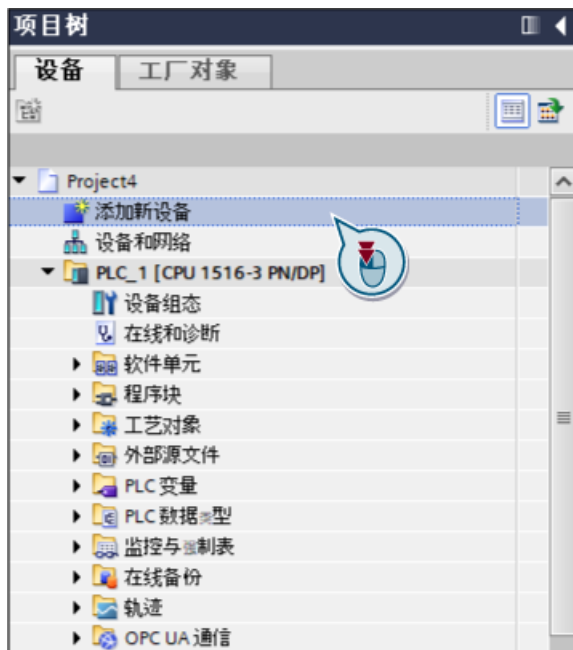 项目树
设备 工厂对象
Project4
添加新设备
设备和网络
PLC_1 [CPU 1516-3 PN/DP]
设备组态
在线和诊断
软件单元
程序块
工艺对象
外部源文件
PLC 变量
PLC 数据类型
监控与强制表
在线备份
轨迹
OPC UA 通信